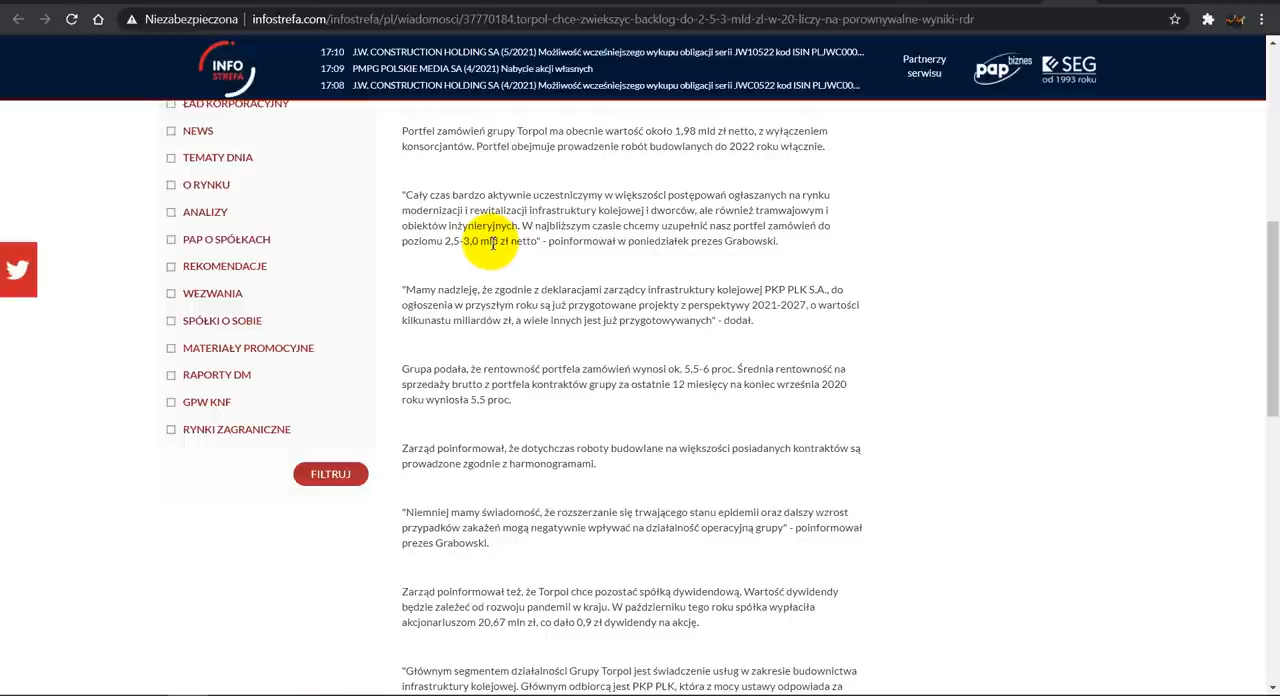 Niezabezpieczona
infostrefa.com/infostrefa/pl/wiadomosci/37770184,torpol-chce-zwiekszyc-backlog-do-2-5-3-mld-zl-w-20-liczy-na-porownywalne-wyniki-rdr
INFO
STREFA
17:10 J.W. CONSTRUCTION HOLDING SA (5/2021) Możliwość wcześniejszego wykupu obligacji serii JW10522 kod ISIN PLJWC000...
17:09 PMPG POLSKIE MEDIA SA (4/2021) Nabycie akcji własnych
17:08 J.W. CONSTRUCTION HOLDING SA (4/2021) Możliwość wcześniejszego wykupu obligacji serii JWC0522 kod ISIN PLJWC00...
Partnerzy
serwisu
pap biznes
SEG
od 1993 roku
ŁAD KORPORACYJNY
NEWS
TEMATY DNIA
O RYNKU
ANALIZY
PAP O SPÓŁKACH
REKOMENDACJE
WEZWANIA
SPÓŁKI O SOBIE
MATERIAŁY PROMOCYJNE
RAPORTY DM
GPW KNF
RYNKI ZAGRANICZNE
FILTRUJ
Portfel zamówień grupy Torpol ma obecnie wartość około 1,98 mld zł netto, z wyłączeniem
konsorcjantów. Portfel obejmuje prowadzenie robót budowlanych do 2022 roku włącznie.
"Cały czas bardzo aktywnie uczestniczymy w większości postępowań ogłaszanych na rynku
modernizacji i rewitalizacji infrastruktury kolejowej i dworców, ale również tramwajowym i
obiektów inżynieryjnych. W najbliższym czasie chcemy uzupełnić nasz portfel zamówień do
poziomu 2,5-3,0 mld zł netto" - poinformował w poniedziałek prezes Grabowski.
"Mamy nadzieję, że zgodnie z deklaracjami zarządcy infrastruktury kolejowej PKP PLK S.A., do
ogłoszenia w przyszłym roku są już przygotowane projekty z perspektywy 2021-2027, o wartości
kilkunastu miliardów zł, a wiele innych jest już przygotowywanych" - dodał.
Grupa podała, że rentowność portfela zamówień wynosi ok. 5,5-6 proc. Średnia rentowność na
sprzedaży brutto z portfela kontraktów grupy za ostatnie 12 miesięcy na koniec września 2020
roku wyniosła 5,5 proc.
Zarząd poinformował, że dotychczas roboty budowlane na większości posiadanych kontraktów są
prowadzone zgodnie z harmonogramami.
"Niemniej mamy świadomość, że rozszerzanie się trwającego stanu epidemii oraz dalszy wzrost
przypadków zakażeń mogą negatywnie wpływać na działalność operacyjną grupy" - poinformował
prezes Grabowski.
Zarząd poinformował też, że Torpol chce pozostać spółką dywidendową. Wartość dywidendy
będzie zależeć od rozwoju pandemii w kraju. W październiku tego roku spółka wypłaciła
akcjonariuszom 20,67 mln zł, co dało 0,9 zł dywidendy na akcję.
"Głównym segmentem działalności Grupy Torpol jest świadczenie usług w zakresie budownictwa
infrastruktury kolejowej. Głównym odbiorcą jest PKP PLK, która z mocy ustawy odpowiada za